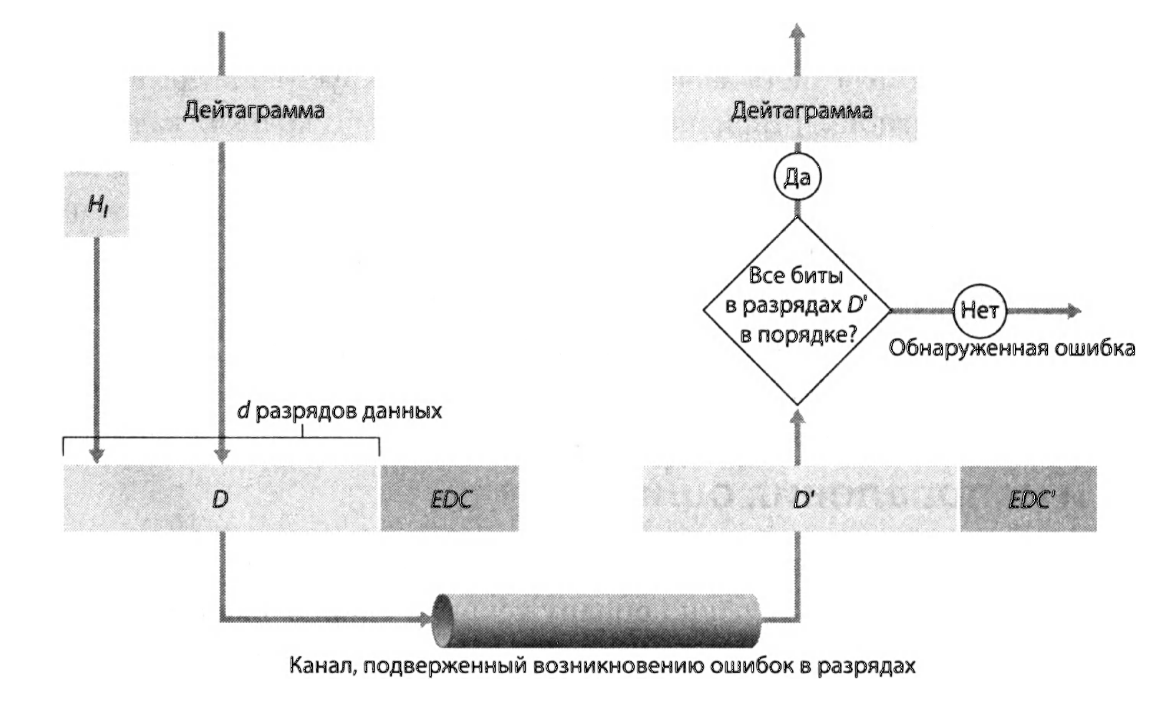 Дейтаграмма
Дейтаграмма
Да
H_I
Все биты
в разрядах D'
в порядке?
Нет
Обнаруженная ошибка
d разрядов данных
D
EDC
D'
EDC'
Канал, подверженный возникновению ошибок в разрядах